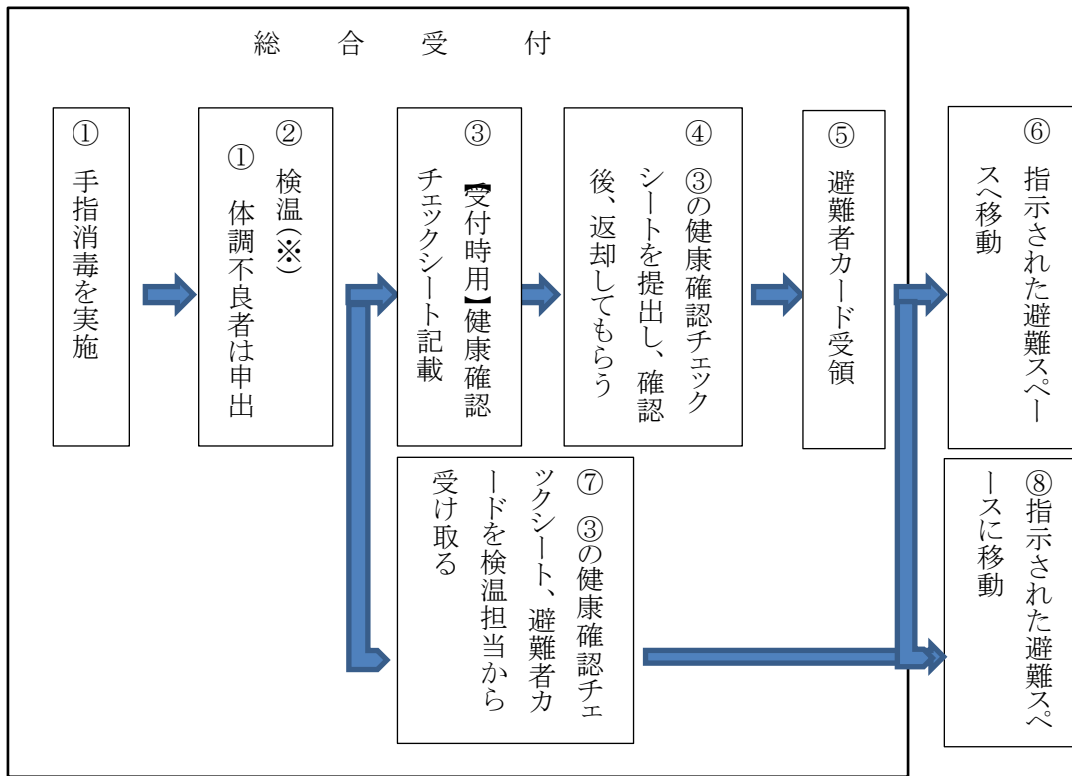 総合受付
① 手指消毒を実施
② 検温(※)
① 体調不良者は申出
③ 【受付時用】健康確認
チェックシート記載
④ ③の健康確認チェック
シートを提出し、確認
後、返却してもらう
⑤ 避難者カード受領
⑥ 指示された避難スペー
スへ移動
⑦ ③の健康確認チェ
ックシート、避難者カ
ードを検温担当から
受け取る
⑧指示された避難スペ
ースに移動